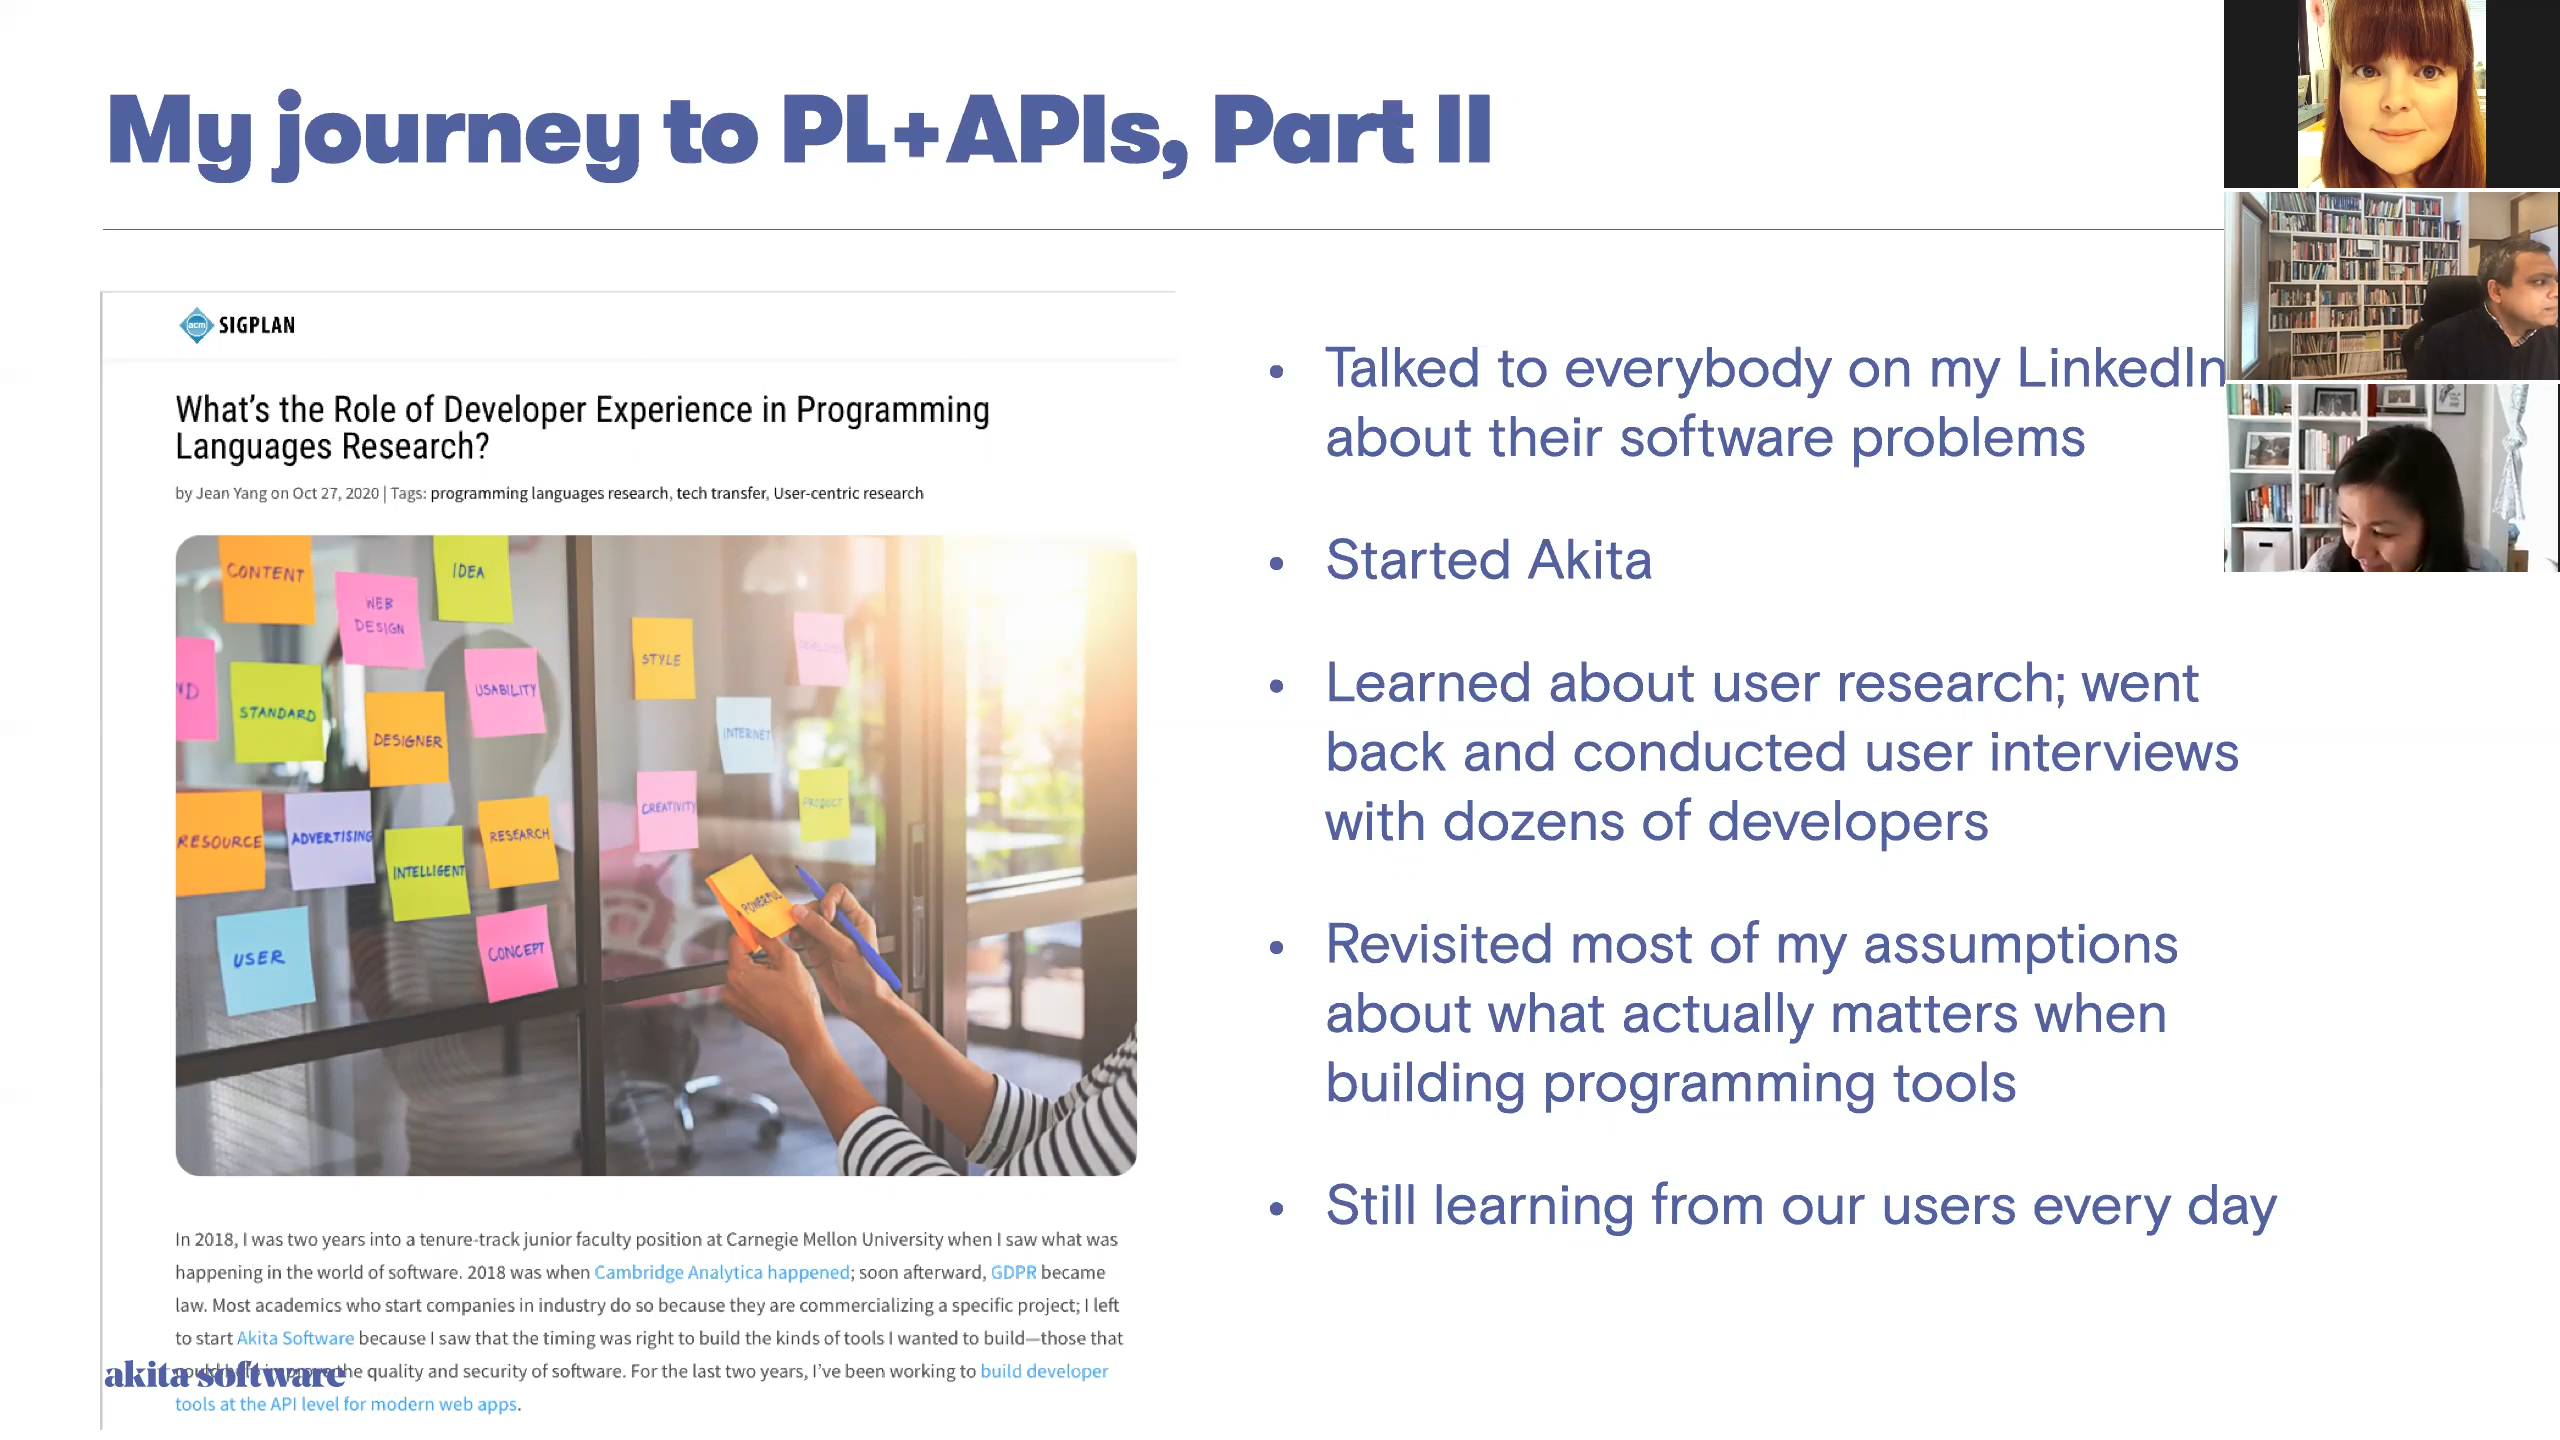 My journey to PL+APIs, Part II
acm SIGPLAN
What's the Role of Developer Experience in Programming
Languages Research?
by Jean Yang on Oct 27, 2020 | Tags: programming languages research, tech transfer, User-centric research
CONTENT
IDEA
WEB
DESIGN
STYLE
DEVELOPER
ND
STANDARD
USABILITY
DESIGNER
INTERNET
RESOURCE
ADVERTISING
INTELLIGENT
RESEARCH
CREATIVITY
PRODUCT
POWERFUL
USER
CONCEPT
In 2018, I was two years into a tenure-track junior faculty position at Carnegie Mellon University when I saw what was
happening in the world of software. 2018 was when Cambridge Analytica happened; soon afterward, GDPR became
law. Most academics who start companies in industry do so because they are commercializing a specific project; I left
to start Akita Software because I saw that the timing was right to build the kinds of tools I wanted to build—those that
the quality and security of software. For the last two years, I've been working to build developer
tools at the API level for modern web apps.
akita software
• Talked to everybody on my LinkedIn
about their software problems
• Started Akita
• Learned about user research; went
back and conducted user interviews
with dozens of developers
• Revisited most of my assumptions
about what actually matters when
building programming tools
• Still learning from our users every day